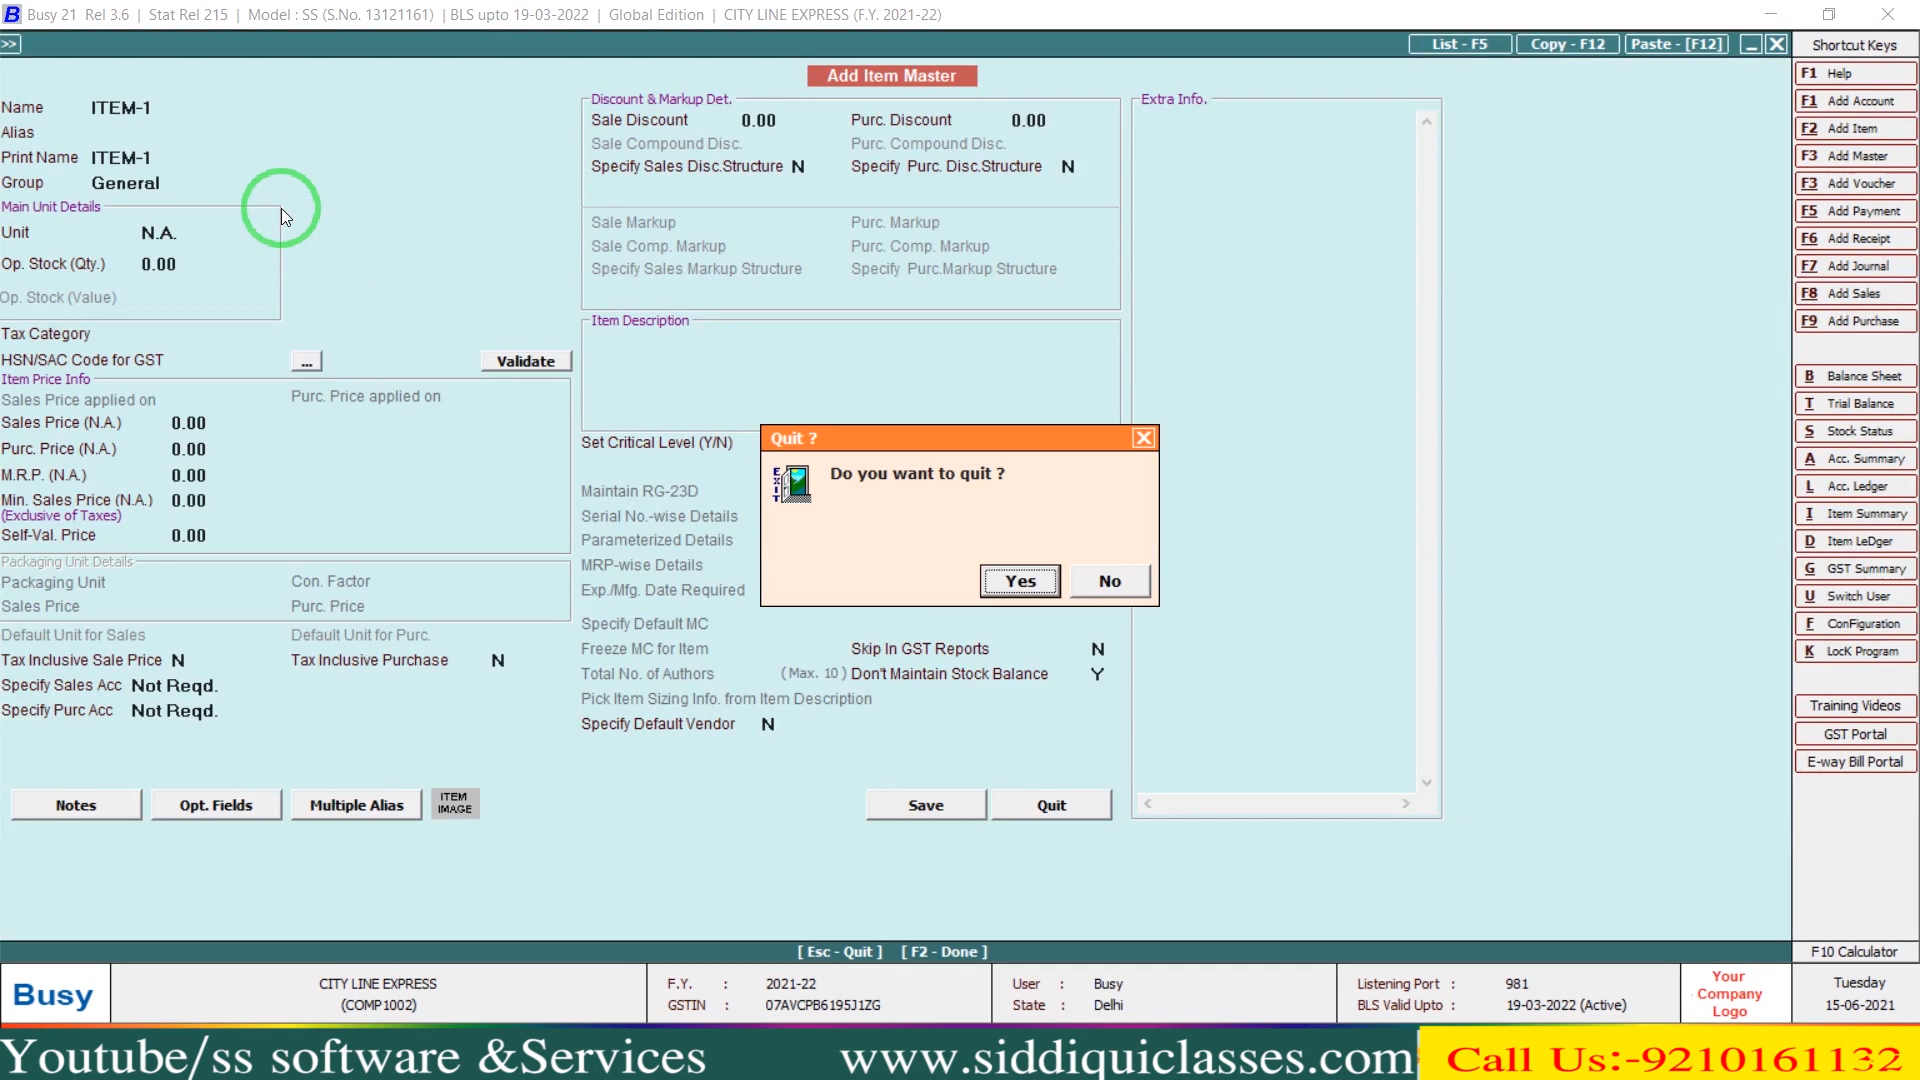 Busy 21 Rel 3.6 | Stat Rel 215 | Model : SS (S.No. 13121161) | BLS upto 19-03-2022 | Global Edition | CITY LINE EXPRESS (F.Y. 2021-22)
>> List - F5 Copy - F12 Paste - [F12] Shortcut Keys
Add Item Master
Name ITEM-1
Alias
Print Name ITEM-1
Group General
Main Unit Details
Unit N.A.
Op. Stock (Qty.) 0.00
Op. Stock (Value)
Tax Category
HSN/SAC Code for GST ... Validate
Item Price Info
Sales Price applied on Purc. Price applied on
Sales Price (N.A.) 0.00
Purc. Price (N.A.) 0.00
M.R.P. (N.A.) 0.00
Min. Sales Price (N.A.) 0.00
(Exclusive of Taxes)
Self-Val. Price 0.00
Packaging Unit Details
Packaging Unit Con. Factor
Sales Price Purc. Price
Default Unit for Sales Default Unit for Purc.
Tax Inclusive Sale Price N Tax Inclusive Purchase N
Specify Sales Acc Not Reqd.
Specify Purc Acc Not Reqd.
Notes Opt. Fields Multiple Alias ITEM IMAGE
Discount & Markup Det.
Sale Discount 0.00 Purc. Discount 0.00
Sale Compound Disc. Purc. Compound Disc.
Specify Sales Disc.Structure N Specify Purc. Disc.Structure N
Sale Markup Purc. Markup
Sale Comp. Markup Purc. Comp. Markup
Specify Sales Markup Structure Specify Purc.Markup Structure
Item Description
Set Critical Level (Y/N)
Maintain RG-23D
Serial No.-wise Details
Parameterized Details
MRP-wise Details
Exp./Mfg. Date Required
Specify Default MC
Freeze MC for Item Skip In GST Reports N
Total No. of Authors (Max. 10) Don't Maintain Stock Balance Y
Pick Item Sizing Info. from Item Description
Specify Default Vendor N
Save Quit
Quit ?
EXIT
Do you want to quit ?
Yes No
Extra Info.
F1 Help
F1 Add Account
F2 Add Item
F3 Add Master
F3 Add Voucher
F5 Add Payment
F6 Add Receipt
F7 Add Journal
F8 Add Sales
F9 Add Purchase
B Balance Sheet
T Trial Balance
S Stock Status
A Acc. Summary
L Acc. Ledger
I Item Summary
D Item LeDger
G GST Summary
U Switch User
F ConFiguration
K LocK Program
Training Videos
GST Portal
E-way Bill Portal
[ Esc - Quit ] [ F2 - Done ] F10 Calculator
Busy
CITY LINE EXPRESS
(COMP1002)
F.Y. : 2021-22
GSTIN : 07AVCPB6195J1ZG
User : Busy
State : Delhi
Listening Port : 981
BLS Valid Upto : 19-03-2022 (Active)
Your
Company
Logo
Tuesday
15-06-2021
Youtube/ss software &Services www.siddiquiclasses.com Call Us:-9210161132